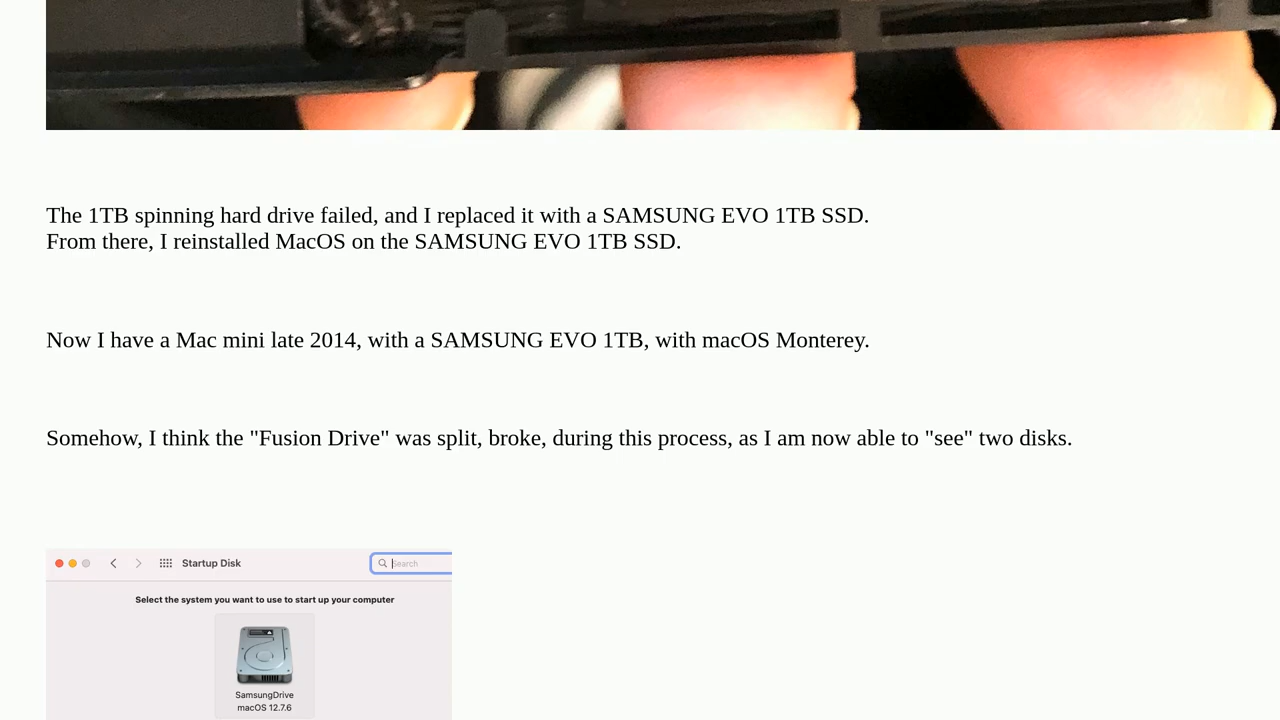 The 1TB spinning hard drive failed, and I replaced it with a SAMSUNG EVO 1TB SSD.
From there, I reinstalled MacOS on the SAMSUNG EVO 1TB SSD.
Now I have a Mac mini late 2014, with a SAMSUNG EVO 1TB, with macOS Monterey.
Somehow, I think the "Fusion Drive" was split, broke, during this process, as I am now able to "see" two disks.
Startup Disk
Search
Select the system you want to use to start up your computer
SamsungDrive
macOS 12.7.6